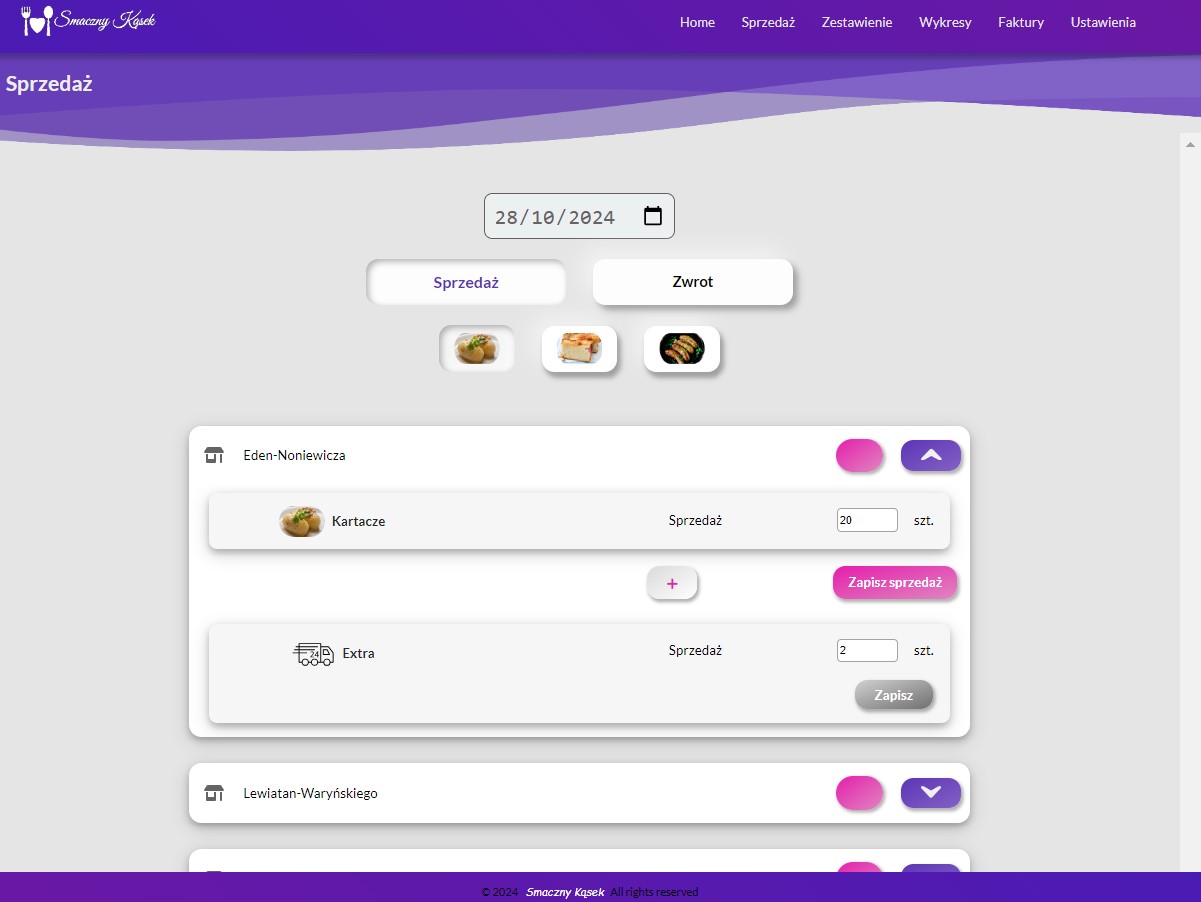 Smaczny Kąsek
Home Sprzedaż Zestawienie Wykresy Faktury Ustawienia
Sprzedaż
28/10/2024
Sprzedaż Zwrot
Eden-Noniewicza
Kartacze Sprzedaż 20 szt.
+ Zapisz sprzedaż
24 Extra Sprzedaż 2 szt.
Zapisz
Lewiatan-Waryńskiego
© 2024 Smaczny Kąsek All rights reserved